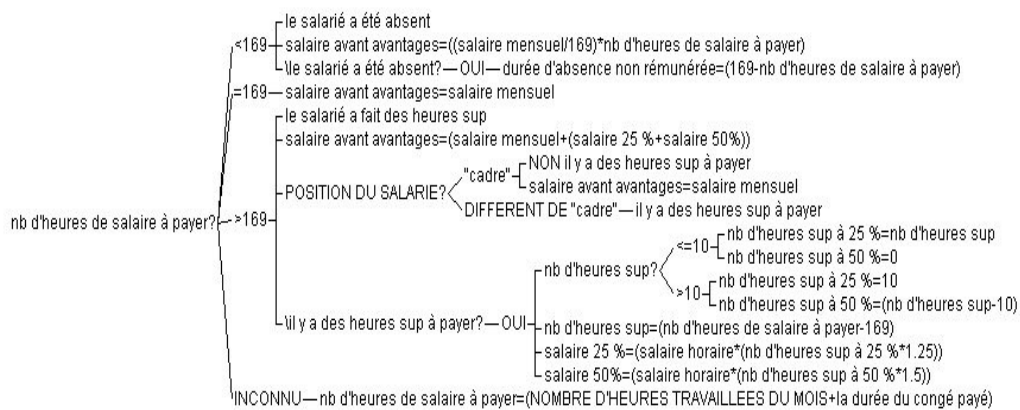 le salarié a été absent
<169 salaire avant avantages=((salaire mensuel/169)*nb d'heures de salaire à payer)
\le salarié a été absent? OUI durée d'absence non rémunérée=(169-nb d'heures de salaire à payer)
=169 salaire avant avantages=salaire mensuel
le salarié a fait des heures sup
salaire avant avantages=(salaire mensuel+(salaire 25 %+salaire 50%))
NON il y a des heures sup à payer
"cadre"
salaire avant avantages=salaire mensuel
POSITION DU SALARIE?
DIFFERENT DE "cadre" il y a des heures sup à payer
nb d'heures de salaire à payer? >169
nb d'heures sup à 25 %=nb d'heures sup
<=10
nb d'heures sup à 50 %=0
nb d'heures sup?
nb d'heures sup à 25 %=10
>10
nb d'heures sup à 50 %=(nb d'heures sup-10)
\il y a des heures sup à payer? OUI nb d'heures sup=(nb d'heures de salaire à payer-169)
salaire 25 %=(salaire horaire*(nb d'heures sup à 25 %*1.25))
salaire 50%=(salaire horaire*(nb d'heures sup à 50 %*1.5))
INCONNU nb d'heures de salaire à payer=(NOMBRE D'HEURES TRAVAILLEES DU MOIS+la durée du congé payé)